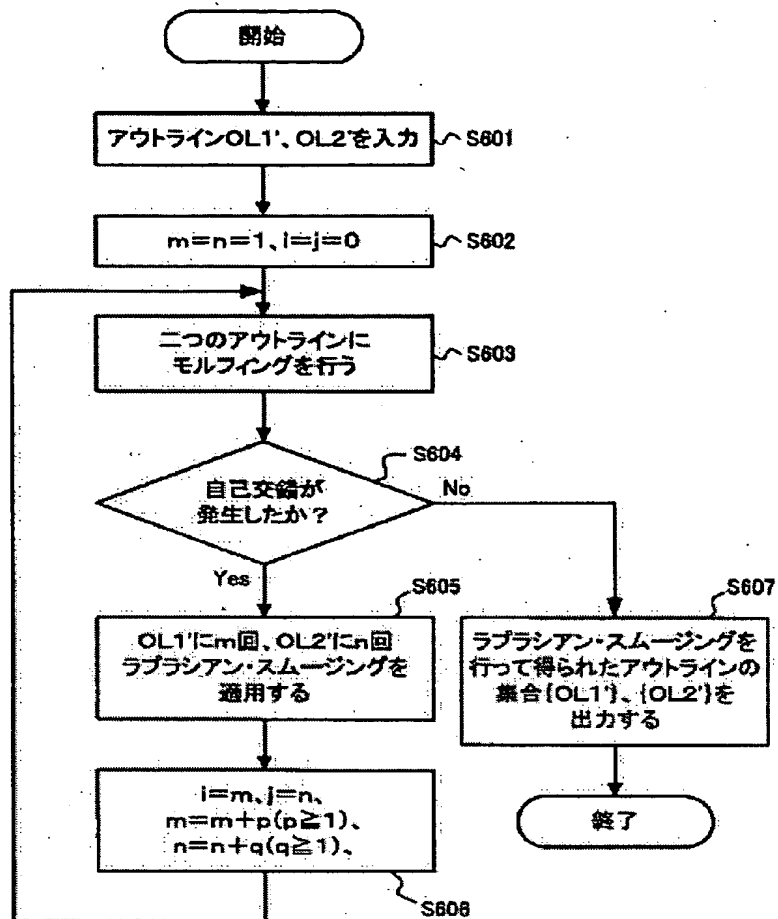 開始
アウトラインOL1'、OL2'を入力
S601
m=n=1、i=j=0
S602
二つのアウトラインに
モルフィングを行う
S603
S604
自己交錯が
発生したか?
No
Yes
S605
OL1'にm回、OL2'にn回
ラプラシアン・スムージングを
適用する
S607
ラプラシアン・スムージングを
行って得られたアウトラインの
集合{OL1'}、{OL2'}を
出力する
i=m、j=n、
m=m+p(p≧1)、
n=n+q(q≧1)、
S606
終了